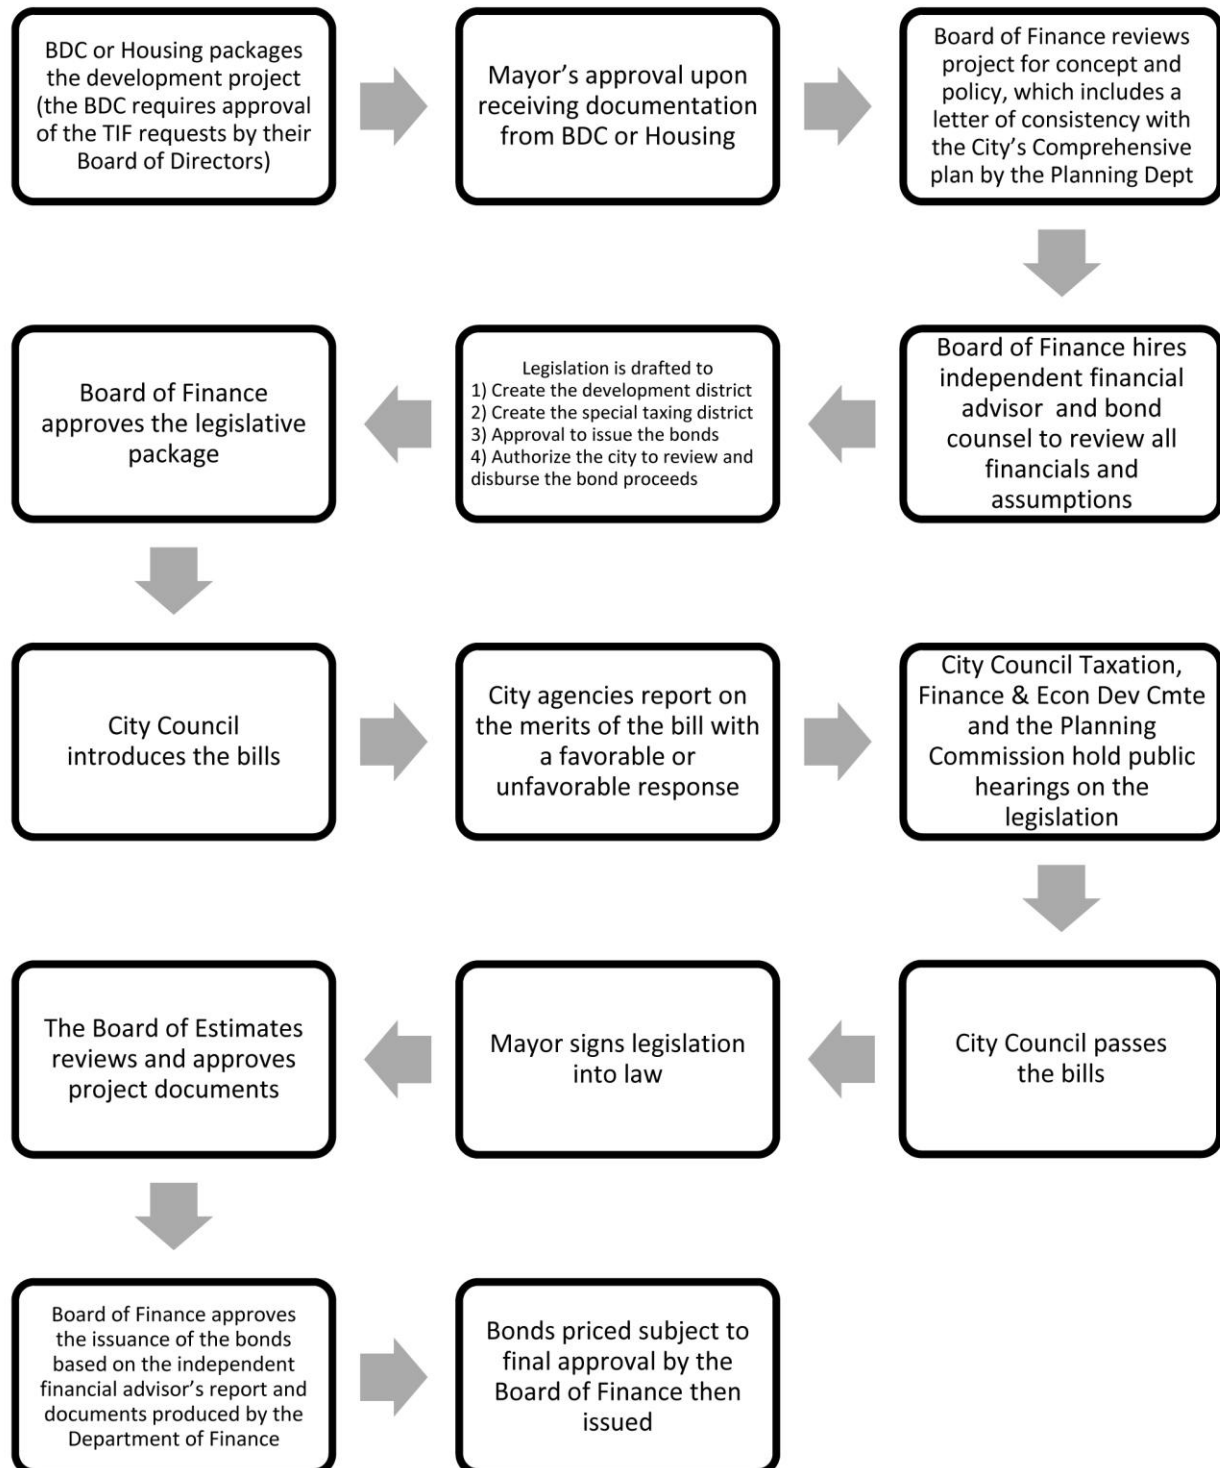 BDC or Housing packages
the development project
(the BDC requires approval
of the TIF requests by their
Board of Directors)
Mayor’s approval upon
receiving documentation
from BDC or Housing
Board of Finance reviews
project for concept and
policy, which includes a
letter of consistency with
the City’s Comprehensive
plan by the Planning Dept
Board of Finance hires
independent financial
advisor and bond
counsel to review all
financials and
assumptions
Legislation is drafted to
1) Create the development district
2) Create the special taxing district
3) Approval to issue the bonds
4) Authorize the city to review and
disburse the bond proceeds
Board of Finance
approves the legislative
package
City Council
introduces the bills
City agencies report on
the merits of the bill with
a favorable or
unfavorable response
City Council Taxation,
Finance & Econ Dev Cmte
and the Planning
Commission hold public
hearings on the
legislation
City Council passes
the bills
Mayor signs legislation
into law
The Board of Estimates
reviews and approves
project documents
Board of Finance approves
the issuance of the bonds
based on the independent
financial advisor’s report and
documents produced by the
Department of Finance
Bonds priced subject to
final approval by the
Board of Finance then
issued